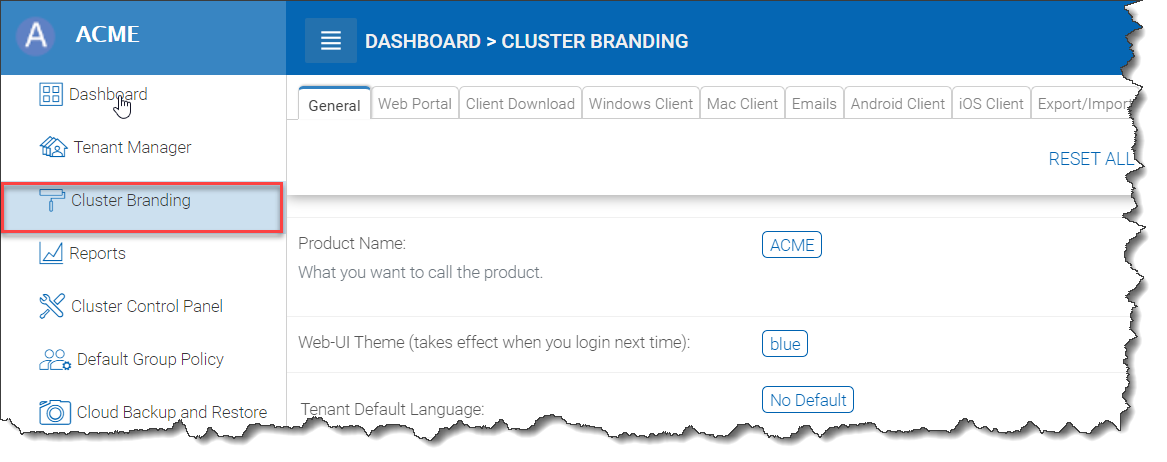 A ACME
DASHBOARD > CLUSTER BRANDING
Dashboard
Tenant Manager
Cluster Branding
Reports
Cluster Control Panel
Default Group Policy
Cloud Backup and Restore
General Web Portal Client Download Windows Client Mac Client Emails Android Client iOS Client Export/Import
RESET ALL
Product Name: ACME
What you want to call the product.
Web-UI Theme (takes effect when you login next time): blue
Tenant Default Language: No Default